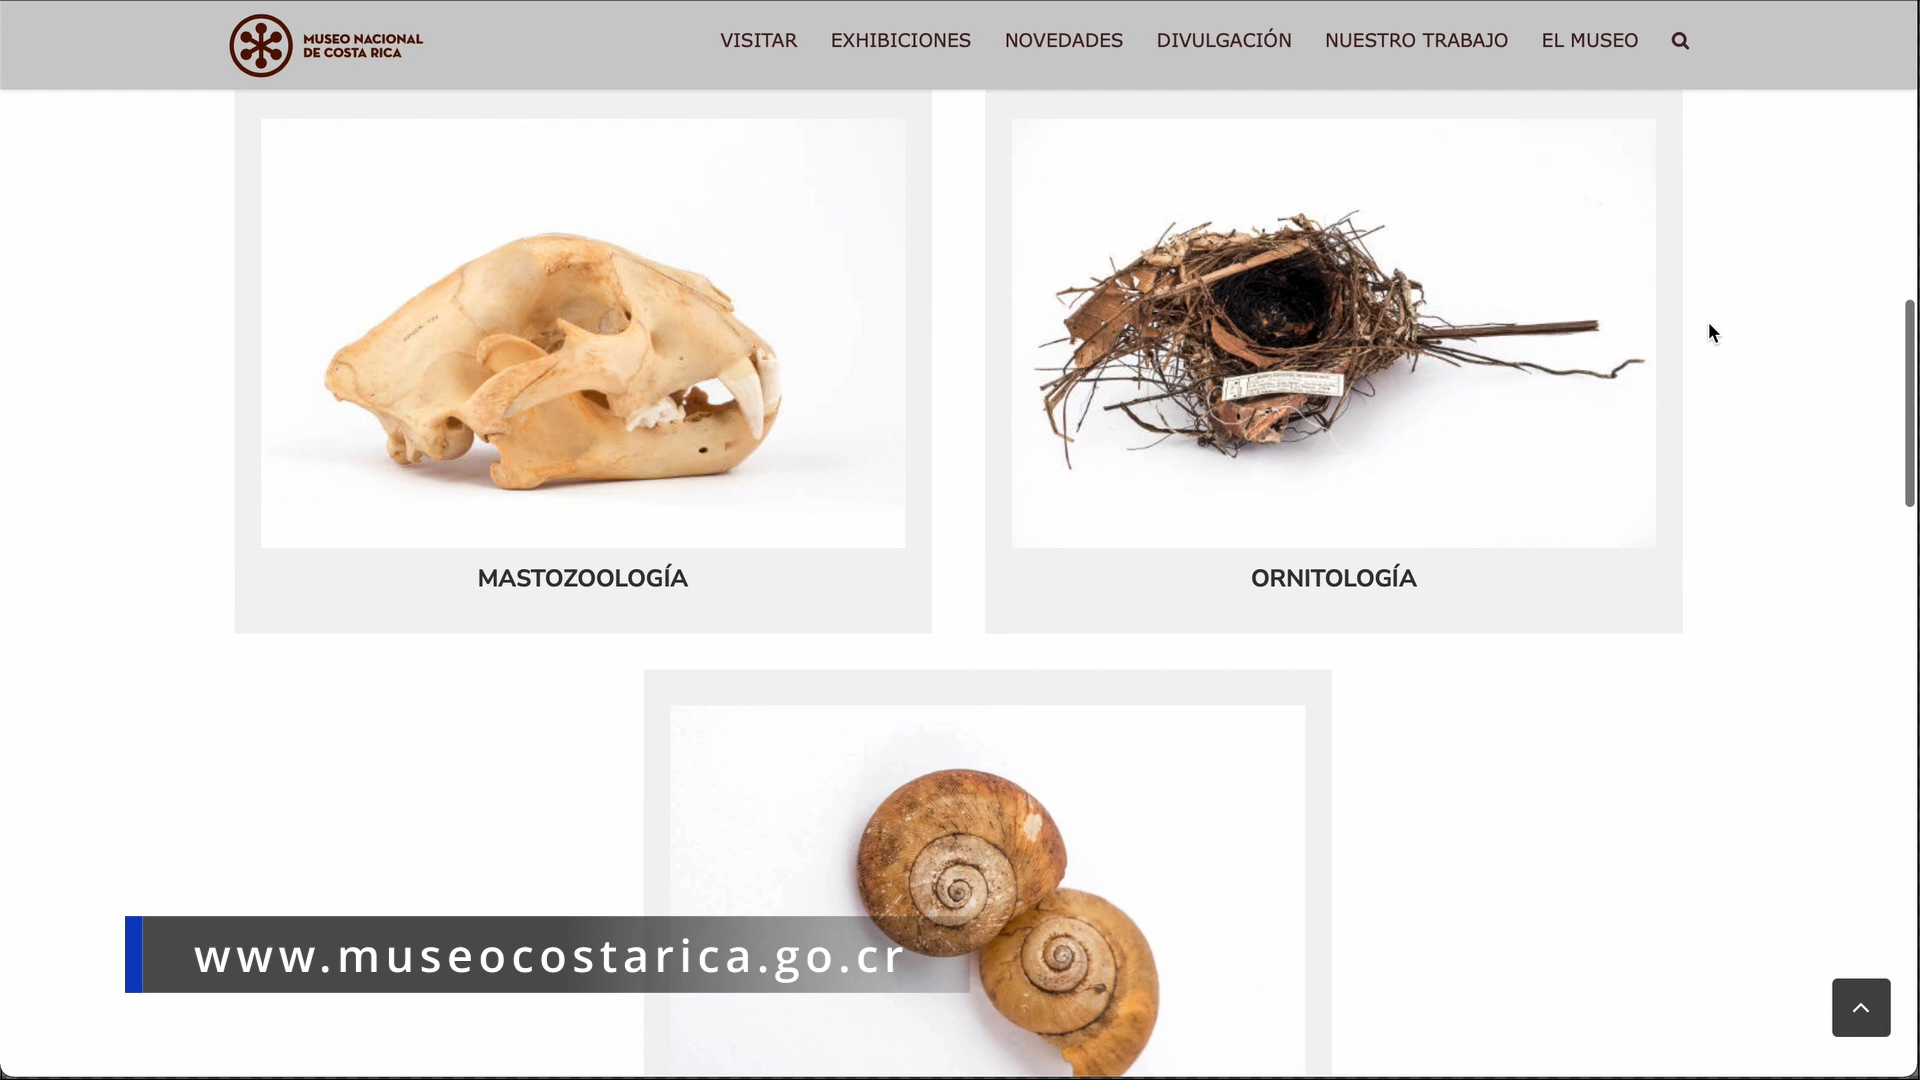 MUSEO NACIONAL
DE COSTA RICA
VISITAR EXHIBICIONES NOVEDADES DIVULGACIÓN NUESTRO TRABAJO EL MUSEO
MASTOZOOLOGÍA
ORNITOLOGÍA
www.museocostarica.go.cr